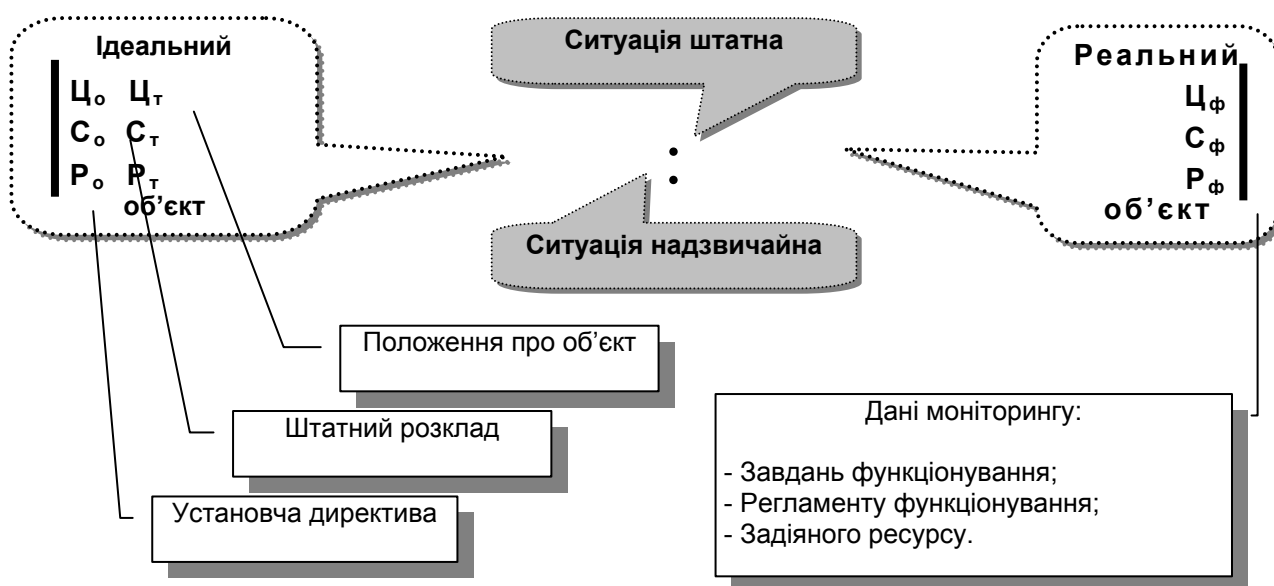 Ідеальний
Цо Цт
Со Ст
Ро Рт
об’єкт
Ситуація штатна
:
Ситуація надзвичайна
Реальний
Цф
Сф
Рф
об’єкт
Положення про об’єкт
Штатний розклад
Установча директива
Дані моніторингу:
- Завдань функціонування;
- Регламенту функціонування;
- Задіяного ресурсу.